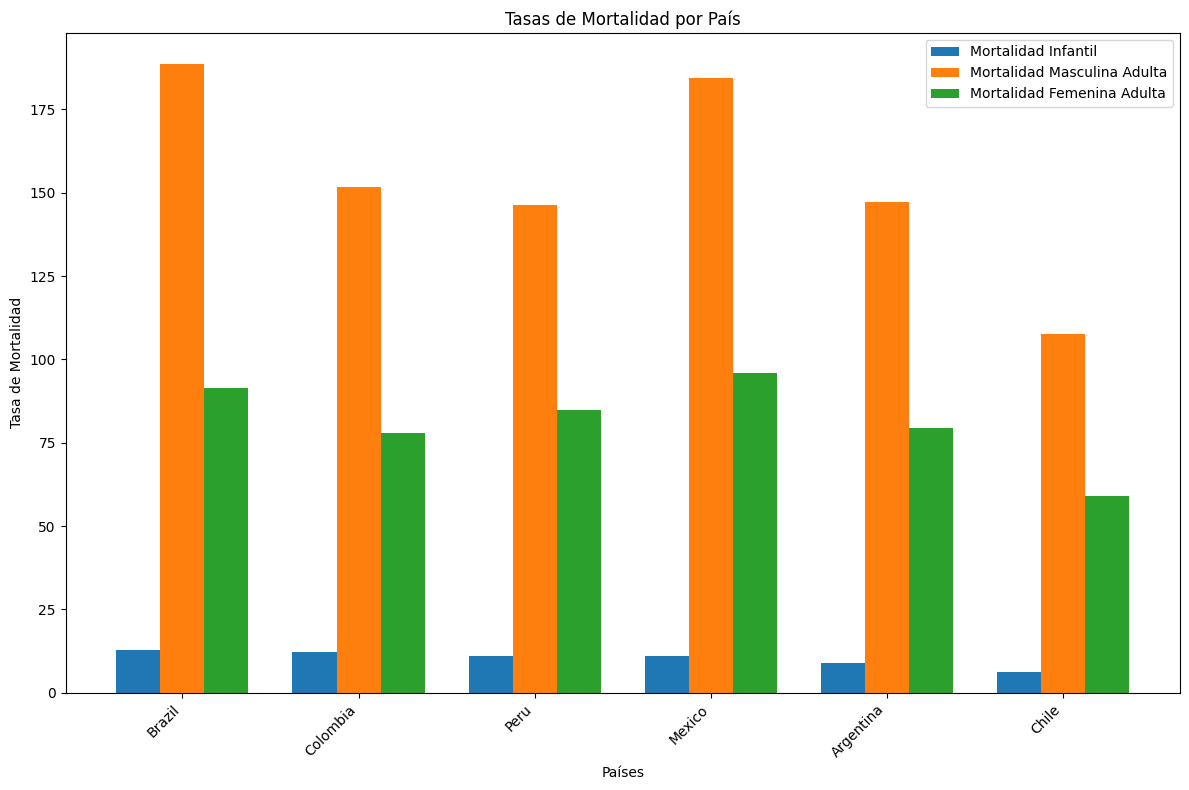 Tasas de Mortalidad por País
Mortalidad Infantil
Mortalidad Masculina Adulta
Mortalidad Femenina Adulta
Tasa de Mortalidad
175
150
125
100
75
50
25
0
Brazil
Colombia
Peru
Mexico
Argentina
Chile
Países